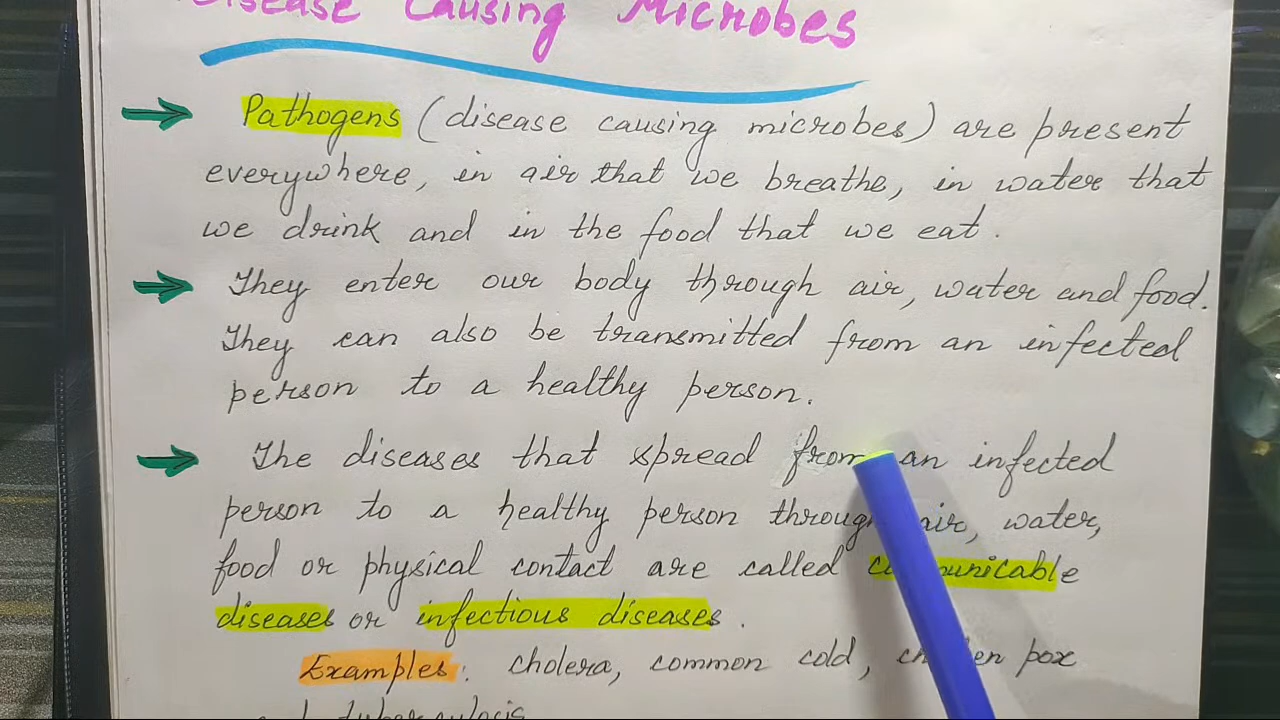 Disease Causing Microbes
Pathogens (disease causing microbes) are present
everywhere, in air that we breathe, in water that
we drink and in the food that we eat.
They enter our body through air, water and food.
They can also be transmitted from an infected
person to a healthy person.
The diseases that spread from an infected
person to a healthy person through air, water,
food or physical contact are called communicable
diseases or infectious diseases.
Examples: cholera, common cold, chicken pox
and tuberculosis